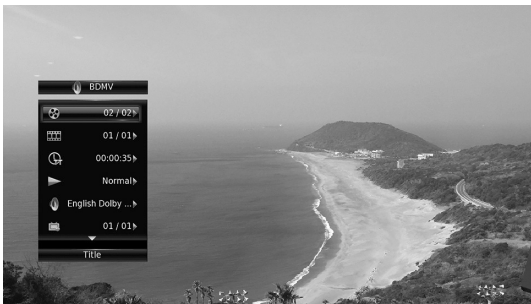 BDMV
02 / 02
01 / 01
00:00:35
Normal
English Dolby ...
01 / 01
Title